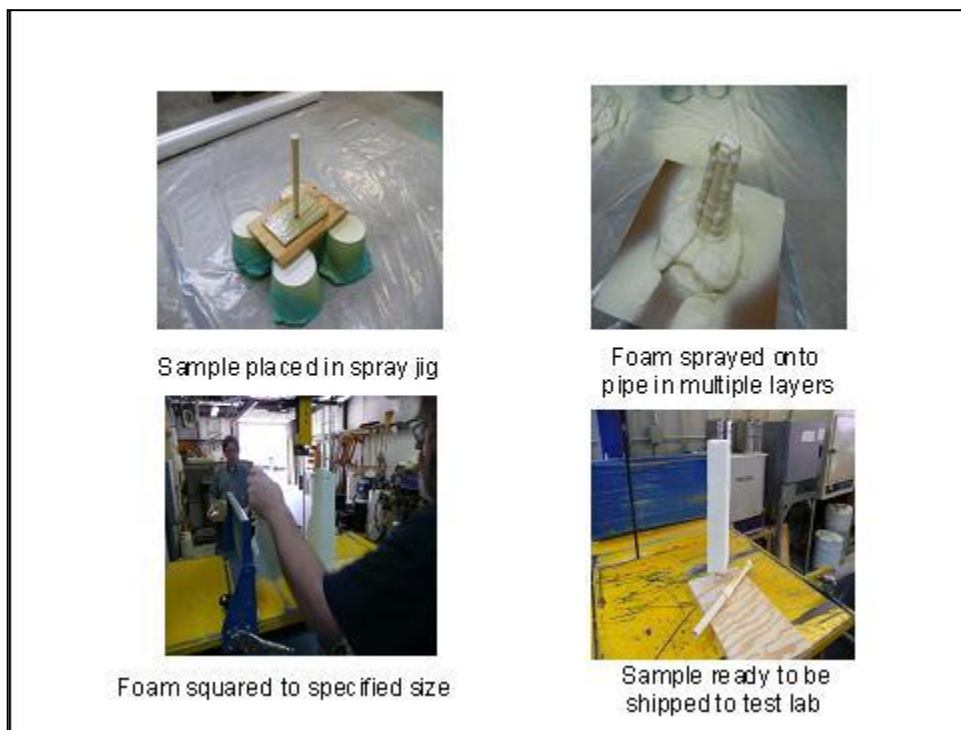 Sample placed in spray jig
Foam sprayed onto
pipe in multiple layers
Foam squared to specified size
Sample ready to be
shipped to test lab